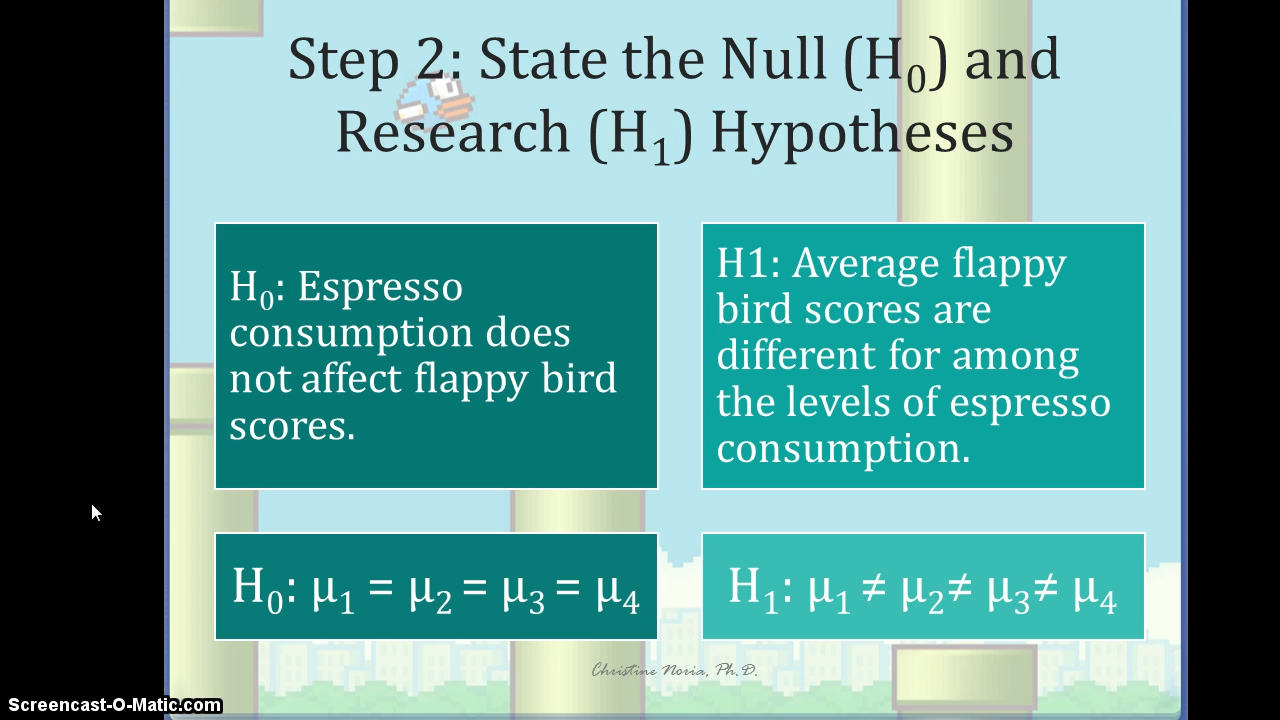 Step 2: State the Null (H₀) and
Research (H₁) Hypotheses
H₀: Espresso
consumption does
not affect flappy bird
scores.
H1: Average flappy
bird scores are
different for among
the levels of espresso
consumption.
H₀: μ₁ = μ₂ = μ₃ = μ₄
H₁: μ₁ ≠ μ₂≠ μ₃≠ μ₄
Christine Noria, Ph.D.
Screencast-O-Matic.com